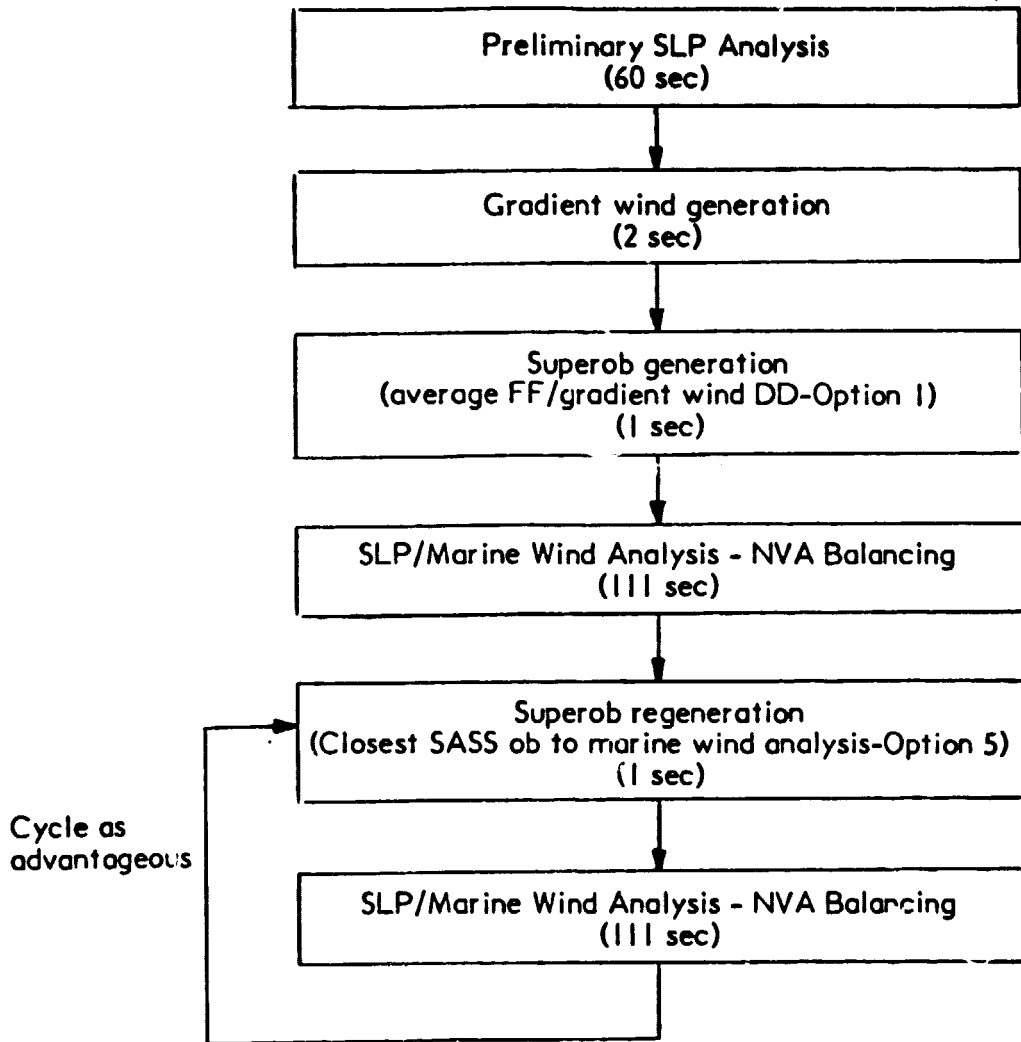 Preliminary SLP Analysis
(60 sec)
Gradient wind generation
(2 sec)
Superob generation
(average FF/gradient wind DD-Option 1)
(1 sec)
SLP/Marine Wind Analysis - NVA Balancing
(111 sec)
Superob regeneration
(Closest SASS ob to marine wind analysis-Option 5)
(1 sec)
Cycle as
advantageous
SLP/Marine Wind Analysis - NVA Balancing
(111 sec)